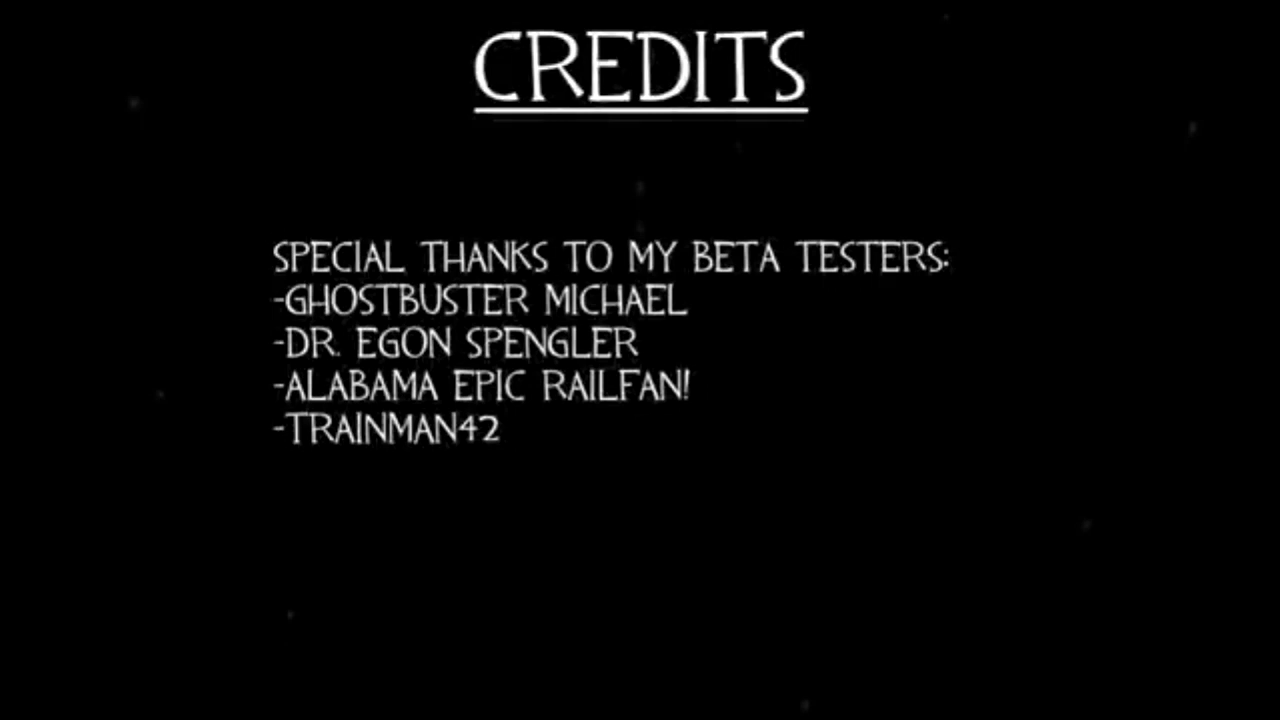 CREDITS
SPECIAL THANKS TO MY BETA TESTERS:
-GHOSTBUSTER MICHAEL
-DR. EGON SPENGLER
-ALABAMA EPIC RAILFAN!
-TRAINMAN42